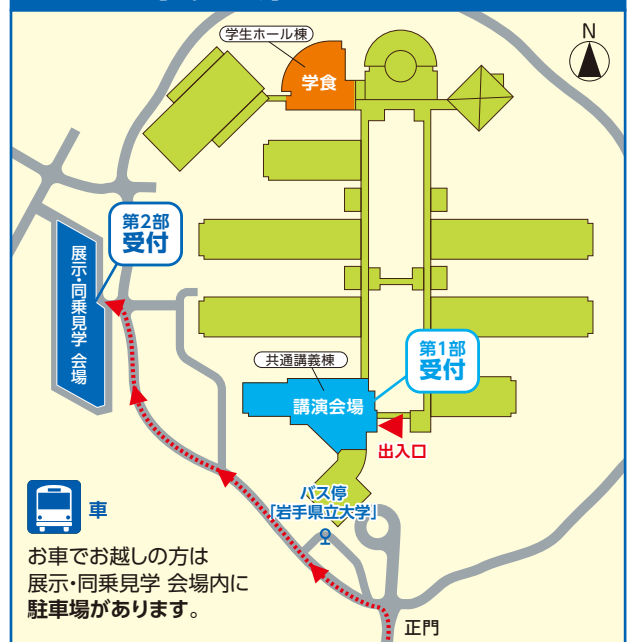 学生ホール棟
学食
N
第2部
受付
展示・同乗見学 会場
共通講義棟
第1部
受付
講演会場
出入口
バス停
「岩手県立大学」
車
お車でお越しの方は
展示・同乗見学 会場内に
駐車場があります。
正門